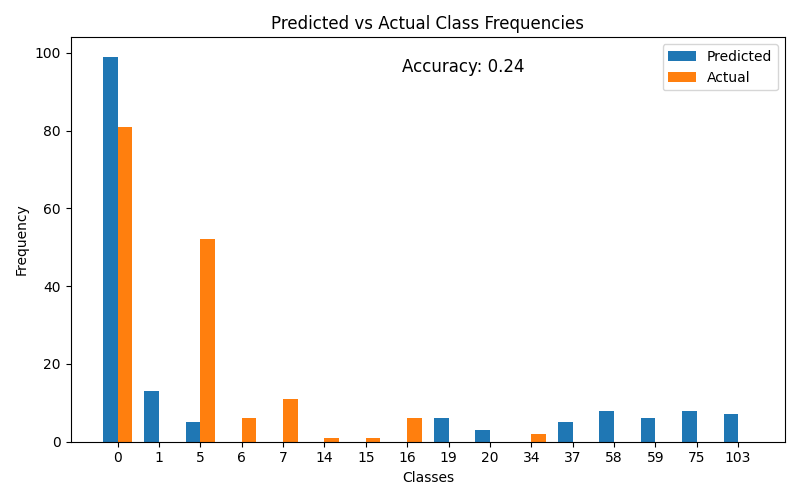 Predicted vs Actual Class Frequencies
Accuracy: 0.24
Predicted
Actual
Frequency
100
80
60
40
20
0
0 1 5 6 7 14 15 16 19 20 34 37 58 59 75 103
Classes